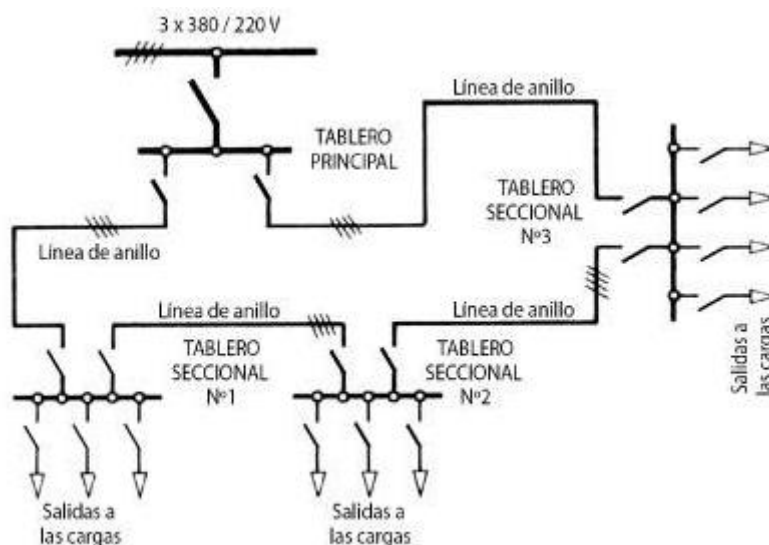 3 x 380 / 220 V
Línea de anillo
TABLERO
PRINCIPAL
TABLERO
SECCIONAL
Nº3
Línea de anillo
Línea de anillo
Línea de anillo
TABLERO
SECCIONAL
Nº1
TABLERO
SECCIONAL
Nº2
Salidas a
las cargas
Salidas a
las cargas
Salidas a
las cargas